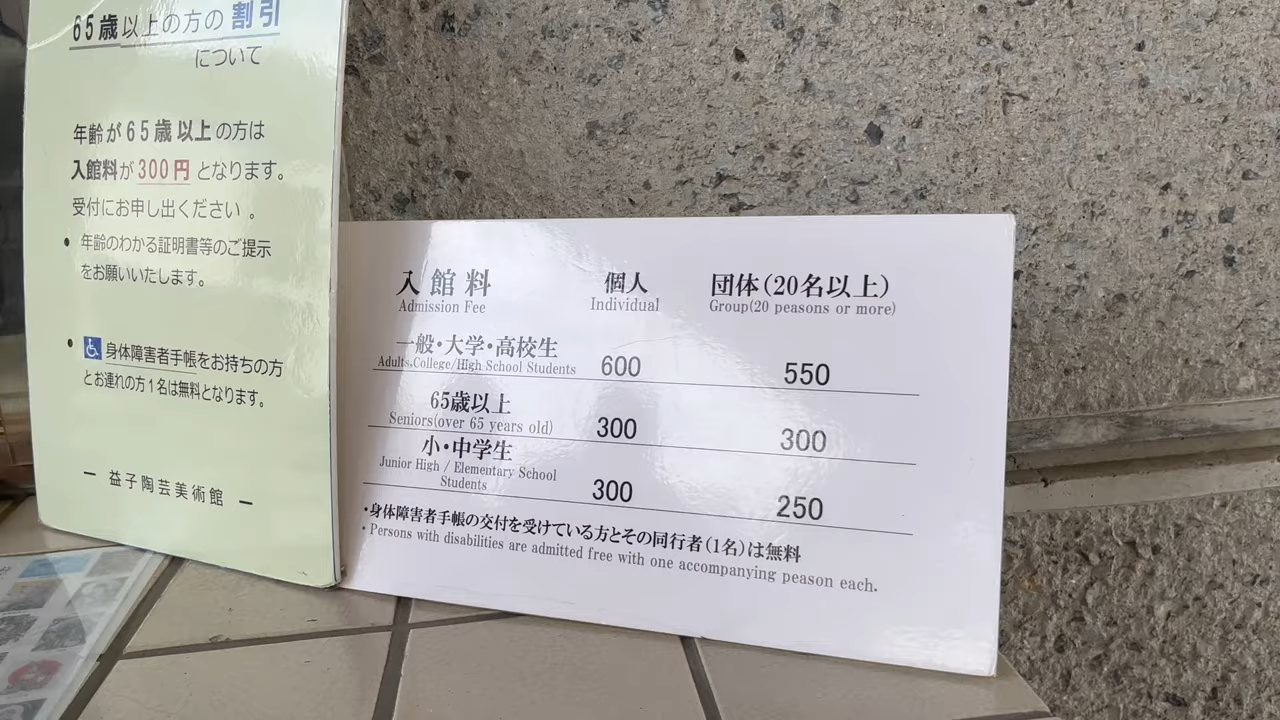 65歳以上の方の割引
について
年齢が65歳以上の方は
入館料が300円となります。
受付にお申し出ください。
• 年齢のわかる証明書等のご提示
をお願いいたします。
• 身体障害者手帳をお持ちの方
とお連れの方1名は無料となります。
― 益子陶芸美術館 ―
入館料 個人 団体(20名以上)
Admission Fee Individual Group(20 peasons or more)
一般・大学・高校生
Adults,College/High School Students 600 550
65歳以上
Seniors(over 65 years old) 300 300
小・中学生
Junior High / Elementary School
Students 300 250
・身体障害者手帳の交付を受けている方とその同行者(1名)は無料
・Persons with disabilities are admitted free with one accompanying peason each.